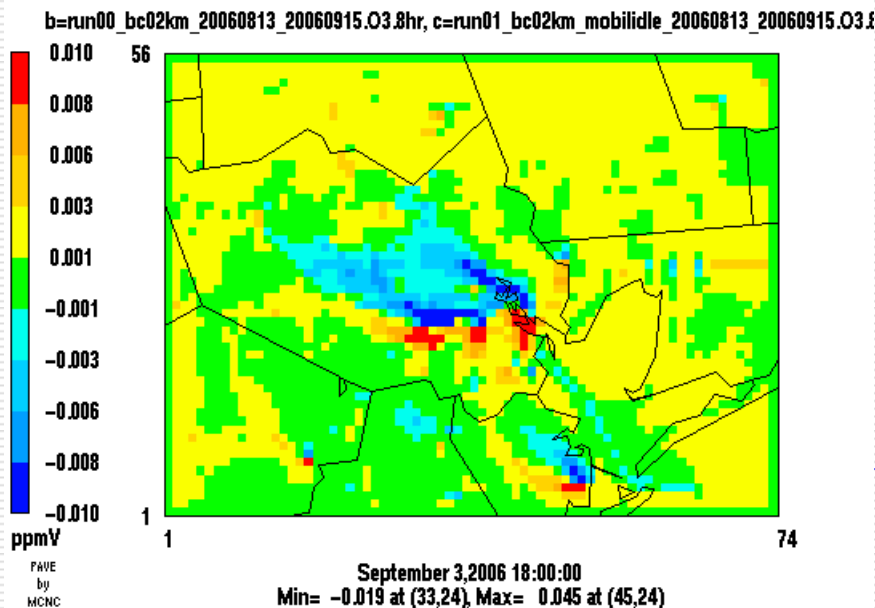 b=run00_bc02km_20060813_20060915.O3.8hr, c=run01_bc02km_mobilidle_20060813_20060915.O3.8
0.010
0.008
0.006
0.003
0.001
−0.001
−0.003
−0.006
−0.008
−0.010
ppmV
PAVE
by
MCNC
56
1
1
74
September 3,2006 18:00:00
Min= −0.019 at (33,24), Max= 0.045 at (45,24)